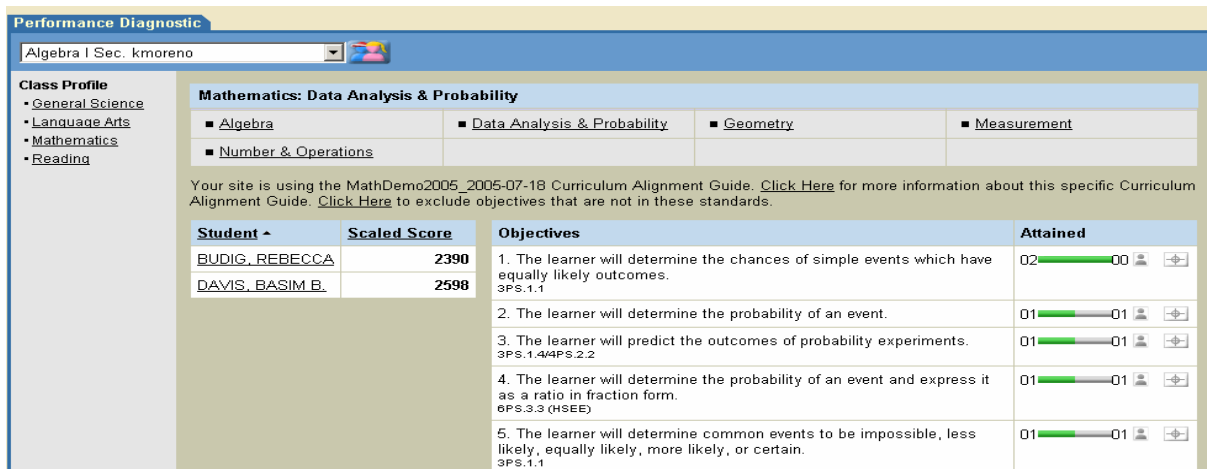 Performance Diagnostic
Algebra I Sec. kmoreno
Class Profile
▪ General Science
▪ Language Arts
▪ Mathematics
▪ Reading
Mathematics: Data Analysis & Probability
■ Algebra ■ Data Analysis & Probability ■ Geometry ■ Measurement
■ Number & Operations
Your site is using the MathDemo2005_2005-07-18 Curriculum Alignment Guide. Click Here for more information about this specific Curriculum
Alignment Guide. Click Here to exclude objectives that are not in these standards.
Student Scaled Score
BUDIG, REBECCA 2390
DAVIS, BASIM B. 2598
Objectives Attained
1. The learner will determine the chances of simple events which have 02 00
equally likely outcomes.
3PS.1.1
2. The learner will determine the probability of an event. 01 01
3. The learner will predict the outcomes of probability experiments. 01 01
3PS.1.4/4PS.2.2
4. The learner will determine the probability of an event and express it 01 01
as a ratio in fraction form.
6PS.3.3 (HSEE)
5. The learner will determine common events to be impossible, less 01 01
likely, equally likely, more likely, or certain.
3PS.1.1